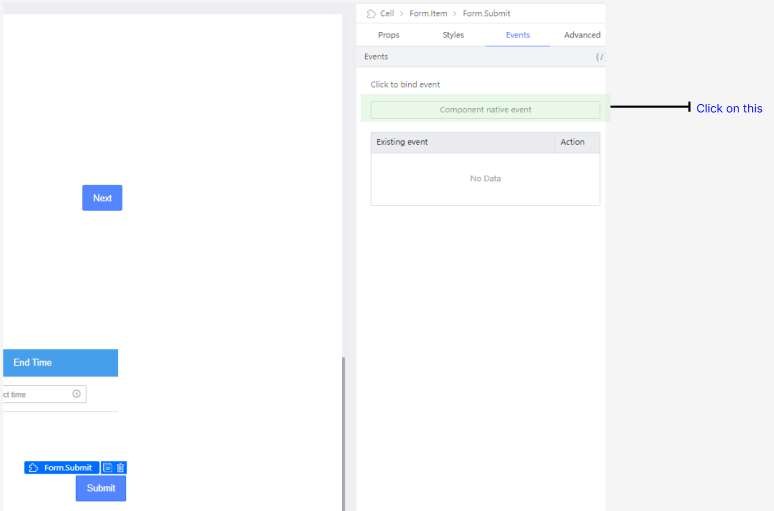 Cell > Form.Item > Form.Submit
Props Styles Events Advanced
Events (/
Click to bind event
Component native event
Click on this
Existing event Action
No Data
Next
End Time
ct time
Form.Submit
Submit